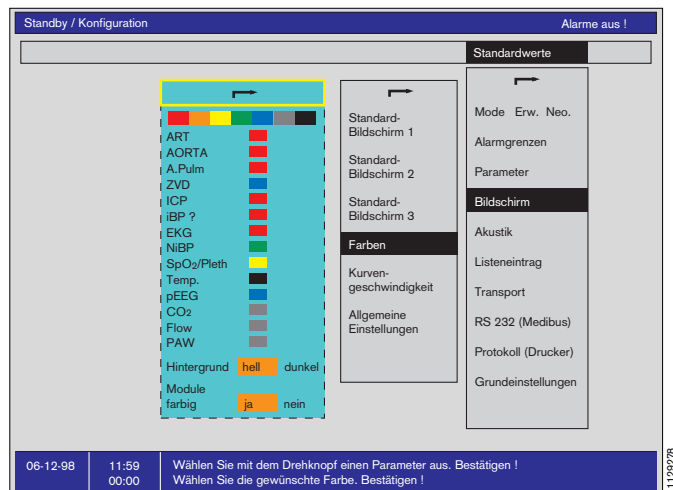 Standby / Konfiguration
Alarme aus !
Standardwerte
ART
AORTA
A.Pulm
ZVD
ICP
iBP ?
EKG
NiBP
SpO2/Pleth
Temp.
pEEG
CO2
Flow
PAW
Hintergrund hell dunkel
Module
farbig ja nein
Standard-
Bildschirm 1
Standard-
Bildschirm 2
Standard-
Bildschirm 3
Farben
Kurven-
geschwindigkeit
Allgemeine
Einstellungen
Mode Erw. Neo.
Alarmgrenzen
Parameter
Bildschirm
Akustik
Listeneintrag
Transport
RS 232 (Medibus)
Protokoll (Drucker)
Grundeinstellungen
06-12-98
11:59
00:00
Wählen Sie mit dem Drehknopf einen Parameter aus. Bestätigen !
Wählen Sie die gewünschte Farbe. Bestätigen !
1129278